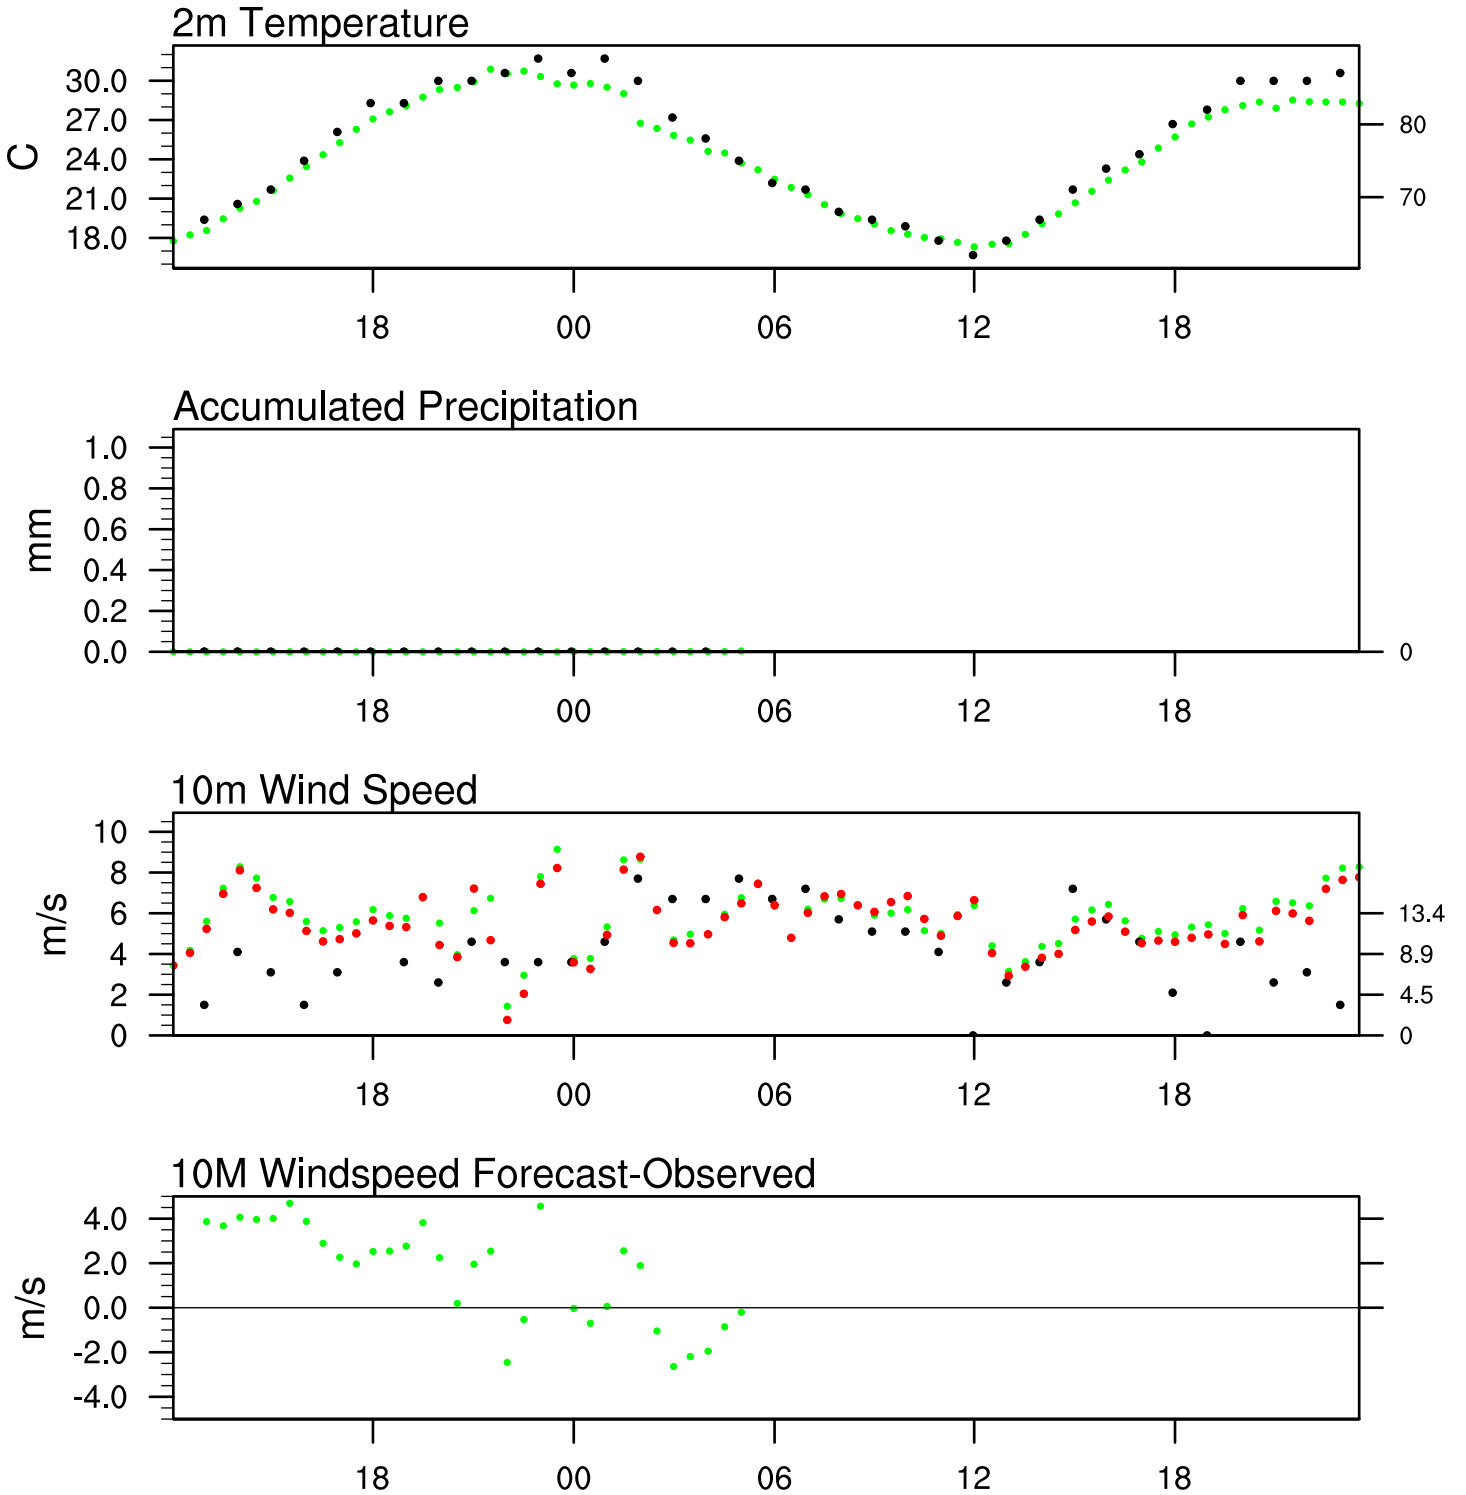 2m Temperature
30.0
27.0
24.0
21.0
18.0
C
80
70
18 00 06 12 18
Accumulated Precipitation
1.0
0.8
0.6
0.4
0.2
0.0
mm
0
18 00 06 12 18
10m Wind Speed
10
8
6
4
2
0
m/s
13.4
8.9
4.5
0
18 00 06 12 18
10M Windspeed Forecast-Observed
4.0
2.0
0.0
-2.0
-4.0
m/s
18 00 06 12 18